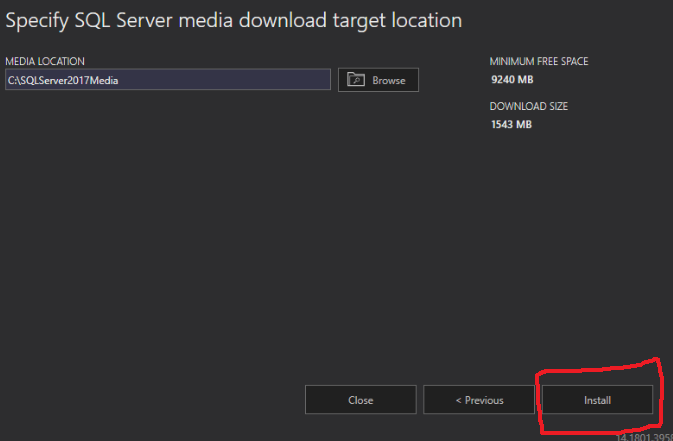 Specify SQL Server media download target location
MEDIA LOCATION
C:\SQLServer2017Media
Browse
MINIMUM FREE SPACE
9240 MB
DOWNLOAD SIZE
1543 MB
Close
< Previous
Install